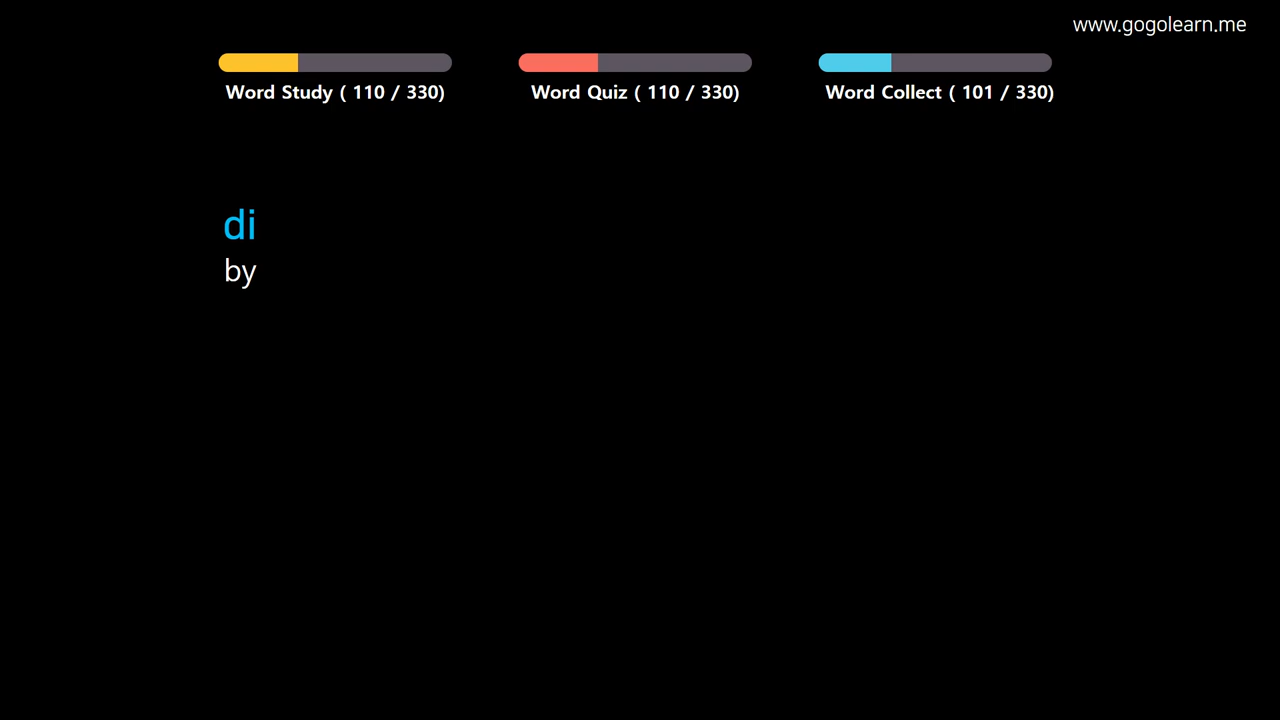 www.gogolearn.me
Word Study ( 110 / 330)
Word Quiz ( 110 / 330)
Word Collect ( 101 / 330)
di
by